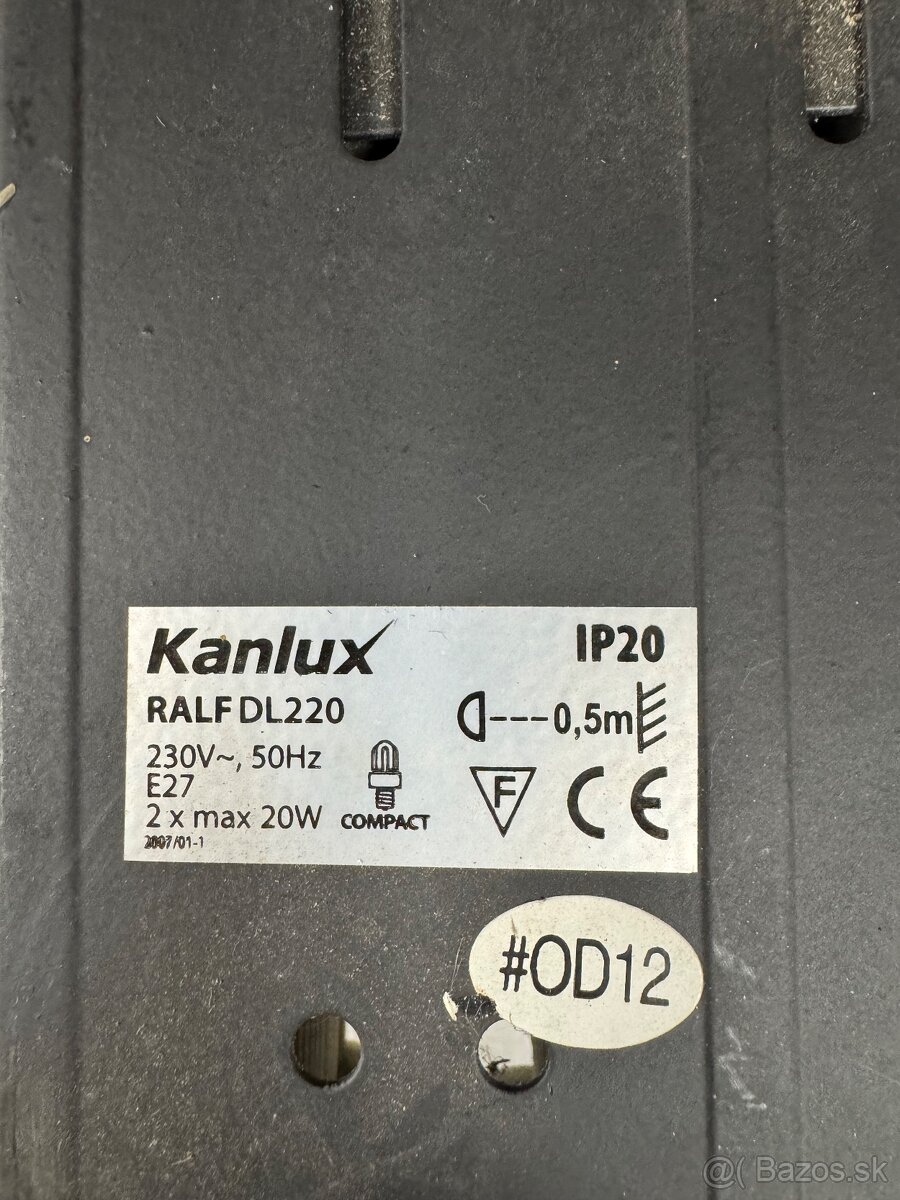 Kanlux IP20
RALF DL220
0,5m
230V~, 50Hz
E27
2 x max 20W
COMPACT
F
CE
2007/01-1
#OD12
@( Bazos.sk